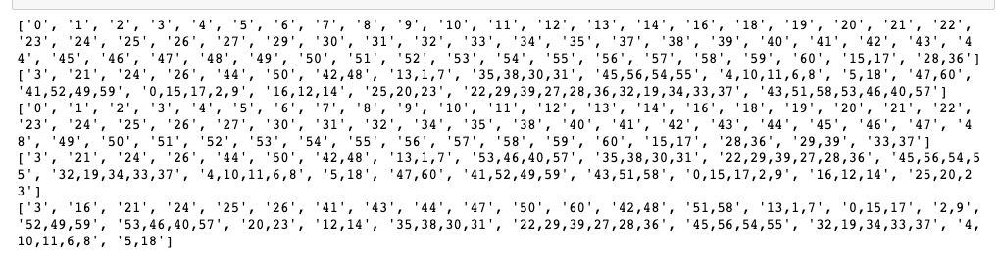 ['0', '1', '2', '3', '4', '5', '6', '7', '8', '9', '10', '11', '12', '13', '14', '16', '18', '19', '20', '21', '22',
'23', '24', '25', '26', '27', '29', '30', '31', '32', '33', '34', '35', '37', '38', '39', '40', '41', '42', '43', '4
4', '45', '46', '47', '48', '49', '50', '51', '52', '53', '54', '55', '56', '57', '58', '59', '60', '15,17', '28,36']
['3', '21', '24', '26', '44', '50', '42,48', '13,1,7', '35,38,30,31', '45,56,54,55', '4,10,11,6,8', '5,18', '47,60',
'41,52,49,59', '0,15,17,2,9', '16,12,14', '25,20,23', '22,29,39,27,28,36,32,19,34,33,37', '43,51,58,53,46,40,57']
['0', '1', '2', '3', '4', '5', '6', '7', '8', '9', '10', '11', '12', '13', '14', '16', '18', '19', '20', '21', '22',
'23', '24', '25', '26', '27', '30', '31', '32', '34', '35', '38', '40', '41', '42', '43', '44', '45', '46', '47', '4
8', '49', '50', '51', '52', '53', '54', '55', '56', '57', '58', '59', '60', '15,17', '28,36', '29,39', '33,37']
['3', '21', '24', '26', '44', '50', '42,48', '13,1,7', '53,46,40,57', '35,38,30,31', '22,29,39,27,28,36', '45,56,54,5
5', '32,19,34,33,37', '4,10,11,6,8', '5,18', '47,60', '41,52,49,59', '43,51,58', '0,15,17,2,9', '16,12,14', '25,20,2
3']
['3', '16', '21', '24', '25', '26', '41', '43', '44', '47', '50', '60', '42,48', '51,58', '13,1,7', '0,15,17', '2,9',
'52,49,59', '53,46,40,57', '20,23', '12,14', '35,38,30,31', '22,29,39,27,28,36', '45,56,54,55', '32,19,34,33,37', '4,
10,11,6,8', '5,18']